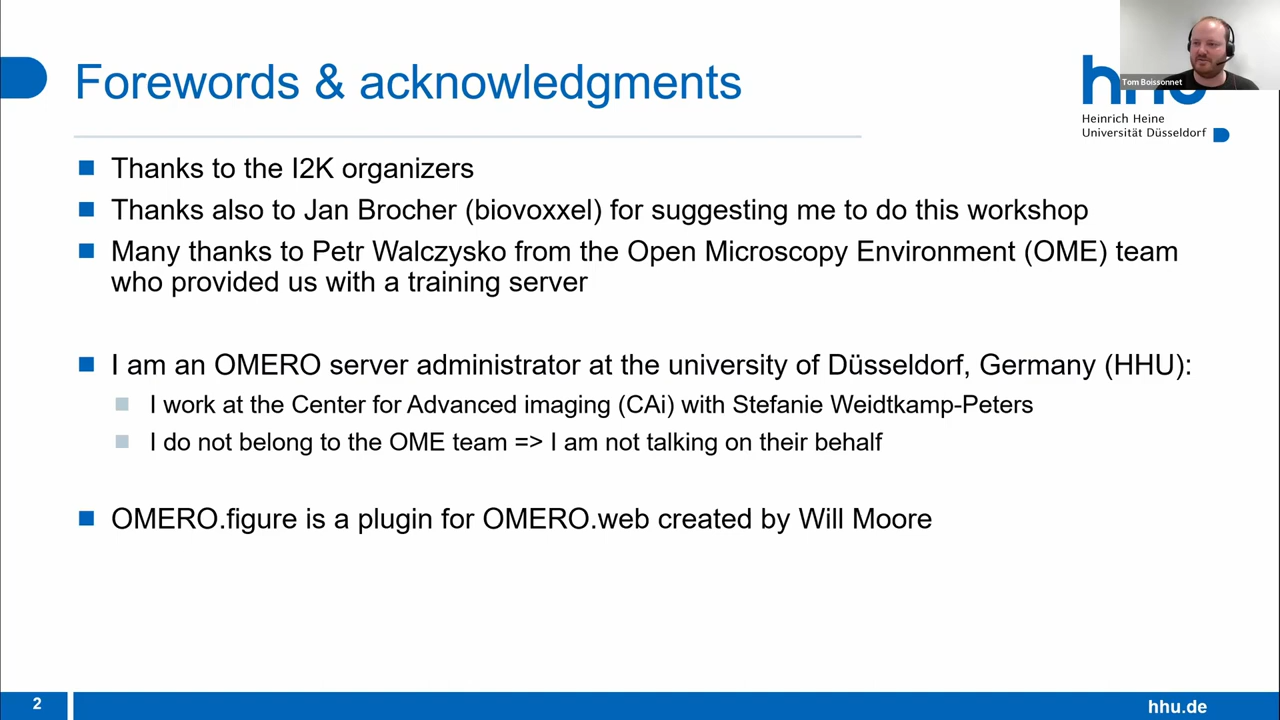 Forewords & acknowledgments
Tom Boissonnet
Heinrich Heine
Universität Düsseldorf
Thanks to the I2K organizers
Thanks also to Jan Brocher (biovoxxel) for suggesting me to do this workshop
Many thanks to Petr Walczysko from the Open Microscopy Environment (OME) team
who provided us with a training server
I am an OMERO server administrator at the university of Düsseldorf, Germany (HHU):
I work at the Center for Advanced imaging (CAi) with Stefanie Weidtkamp-Peters
I do not belong to the OME team => I am not talking on their behalf
OMERO.figure is a plugin for OMERO.web created by Will Moore
2
hhu.de